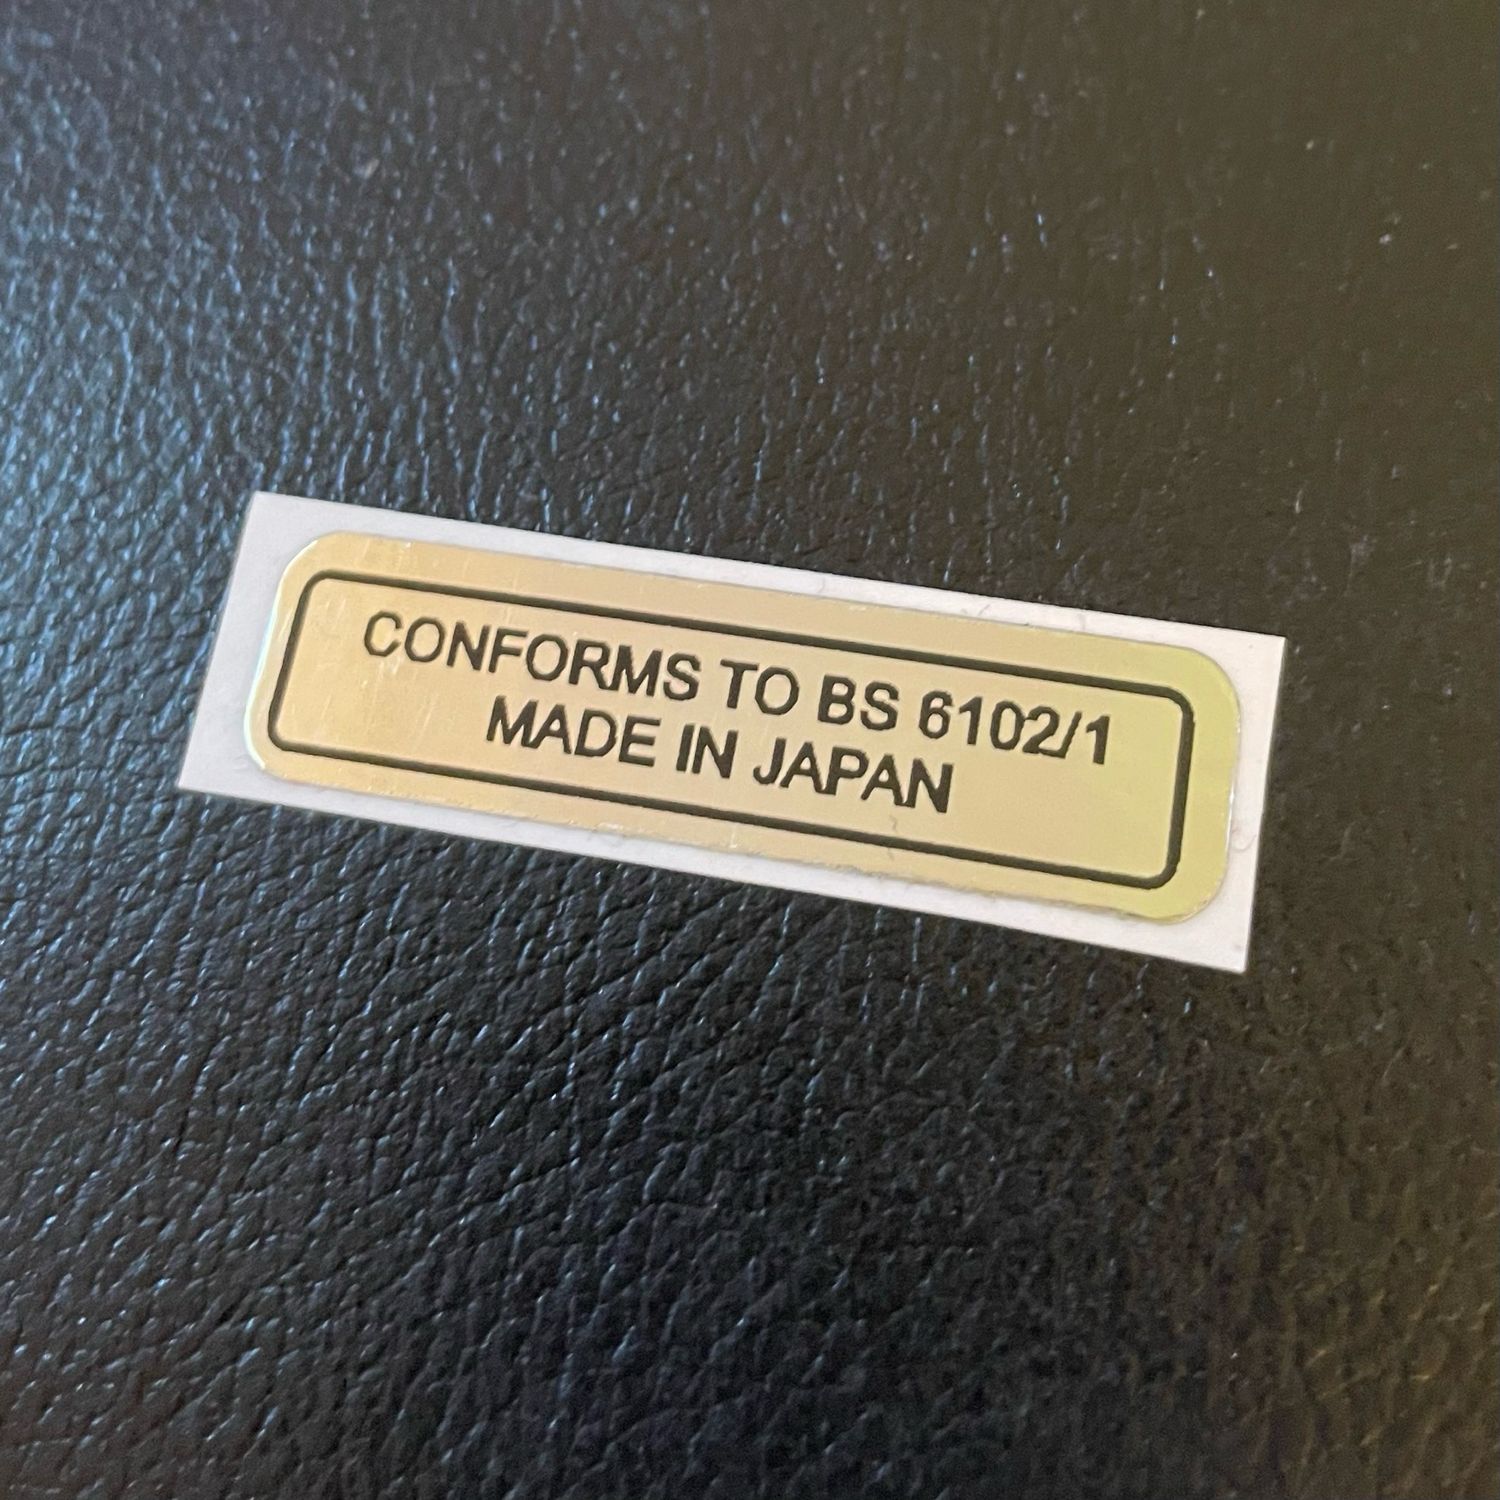 CONFORMS TO BS 6102/1
MADE IN JAPAN